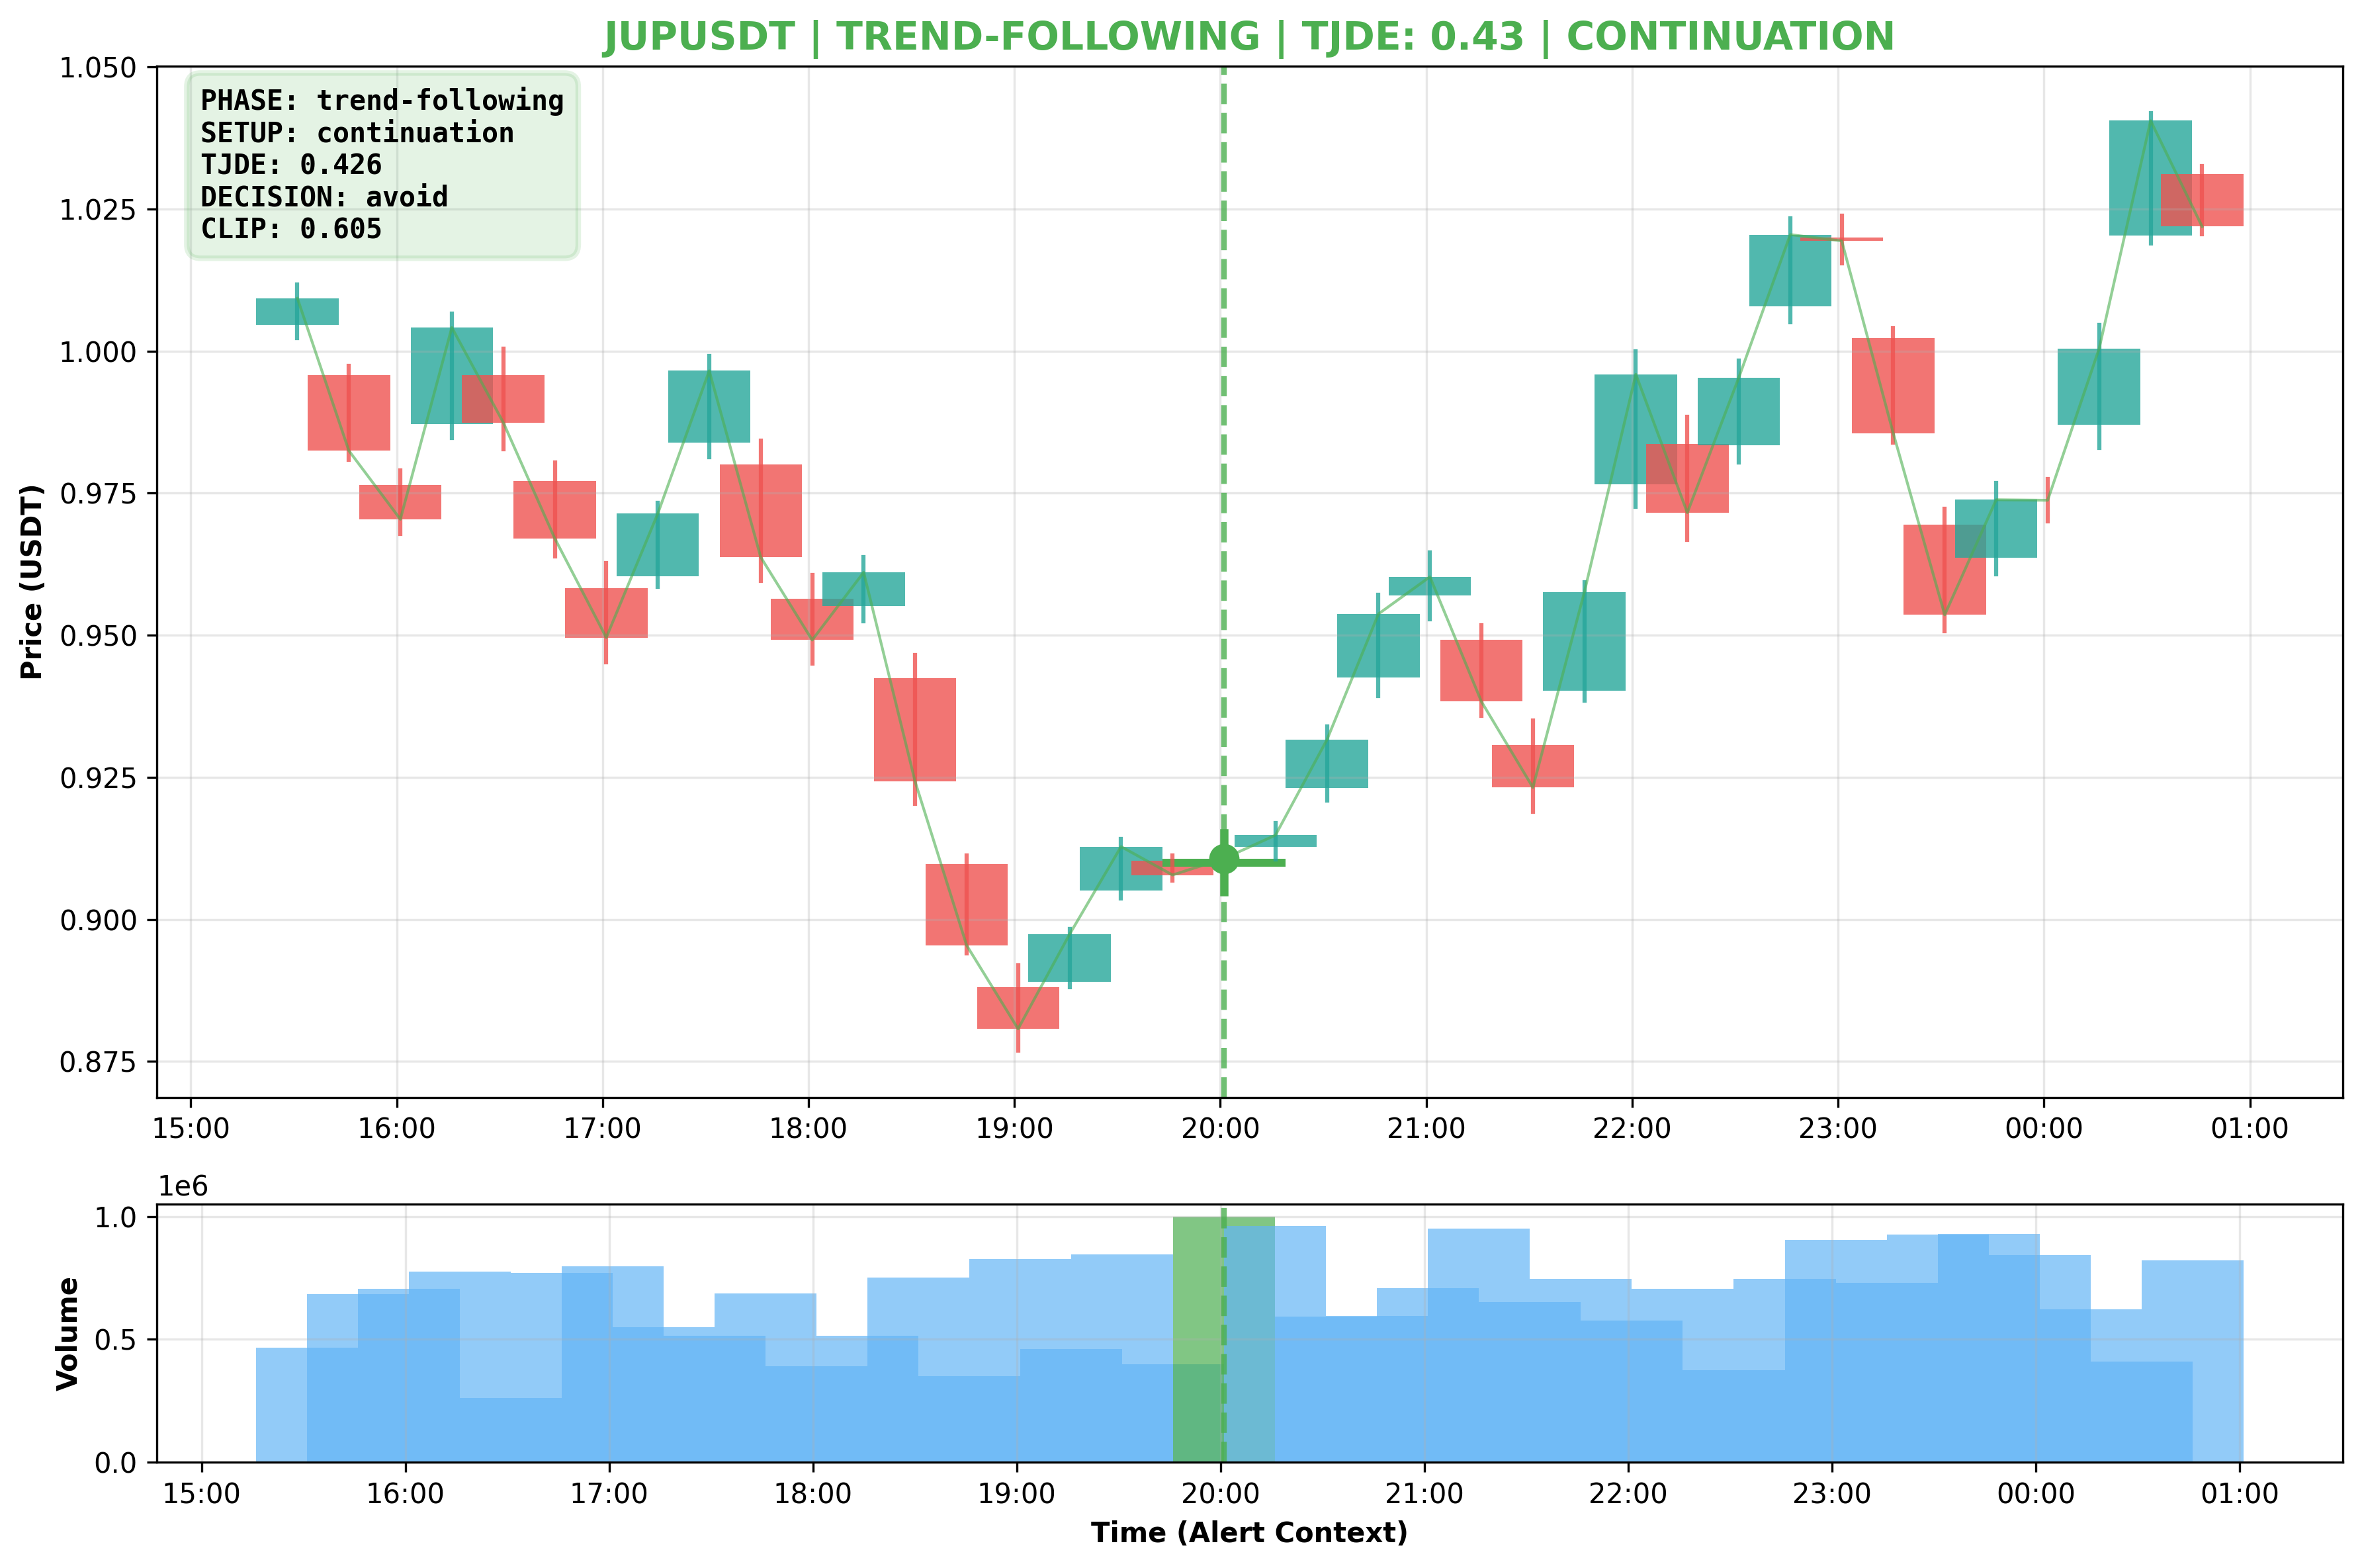 JUPUSDT | TREND-FOLLOWING | TJDE: 0.43 | CONTINUATION
PHASE: trend-following
SETUP: continuation
TJDE: 0.426
DECISION: avoid
CLIP: 0.605
Price (USDT)
1.050
1.025
1.000
0.975
0.950
0.925
0.900
0.875
15:00 16:00 17:00 18:00 19:00 20:00 21:00 22:00 23:00 00:00 01:00
1e6
Volume
1.0
0.5
0.0
15:00 16:00 17:00 18:00 19:00 20:00 21:00 22:00 23:00 00:00 01:00
Time (Alert Context)